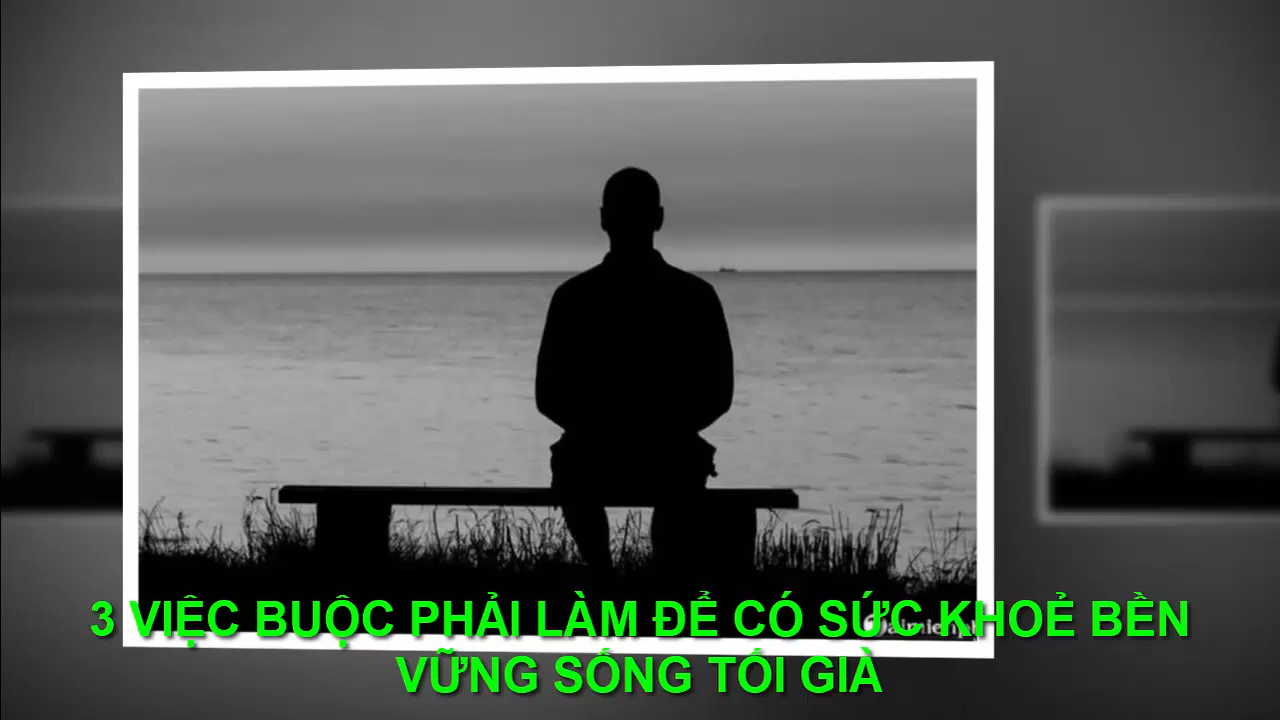 3 VIỆC BUỘC PHẢI LÀM ĐỂ CÓ SỨC KHOẺ BỀN
VỮNG SỐNG TỚI GIÀ